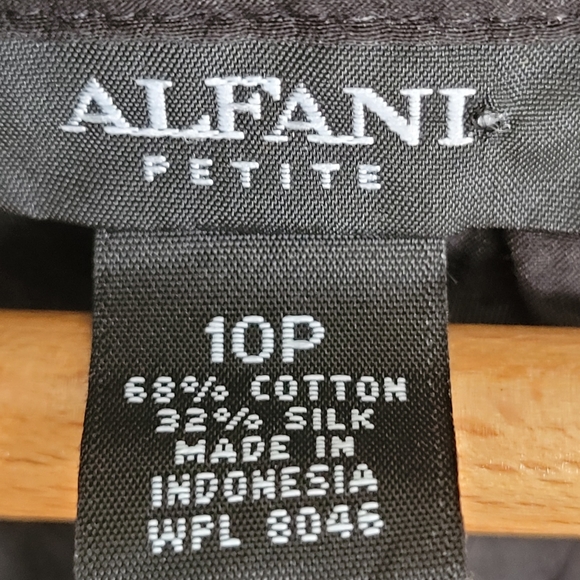 ALFANI
PETITE
10P
68% COTTON
32% SILK
MADE IN
INDONESIA
WPL 8046